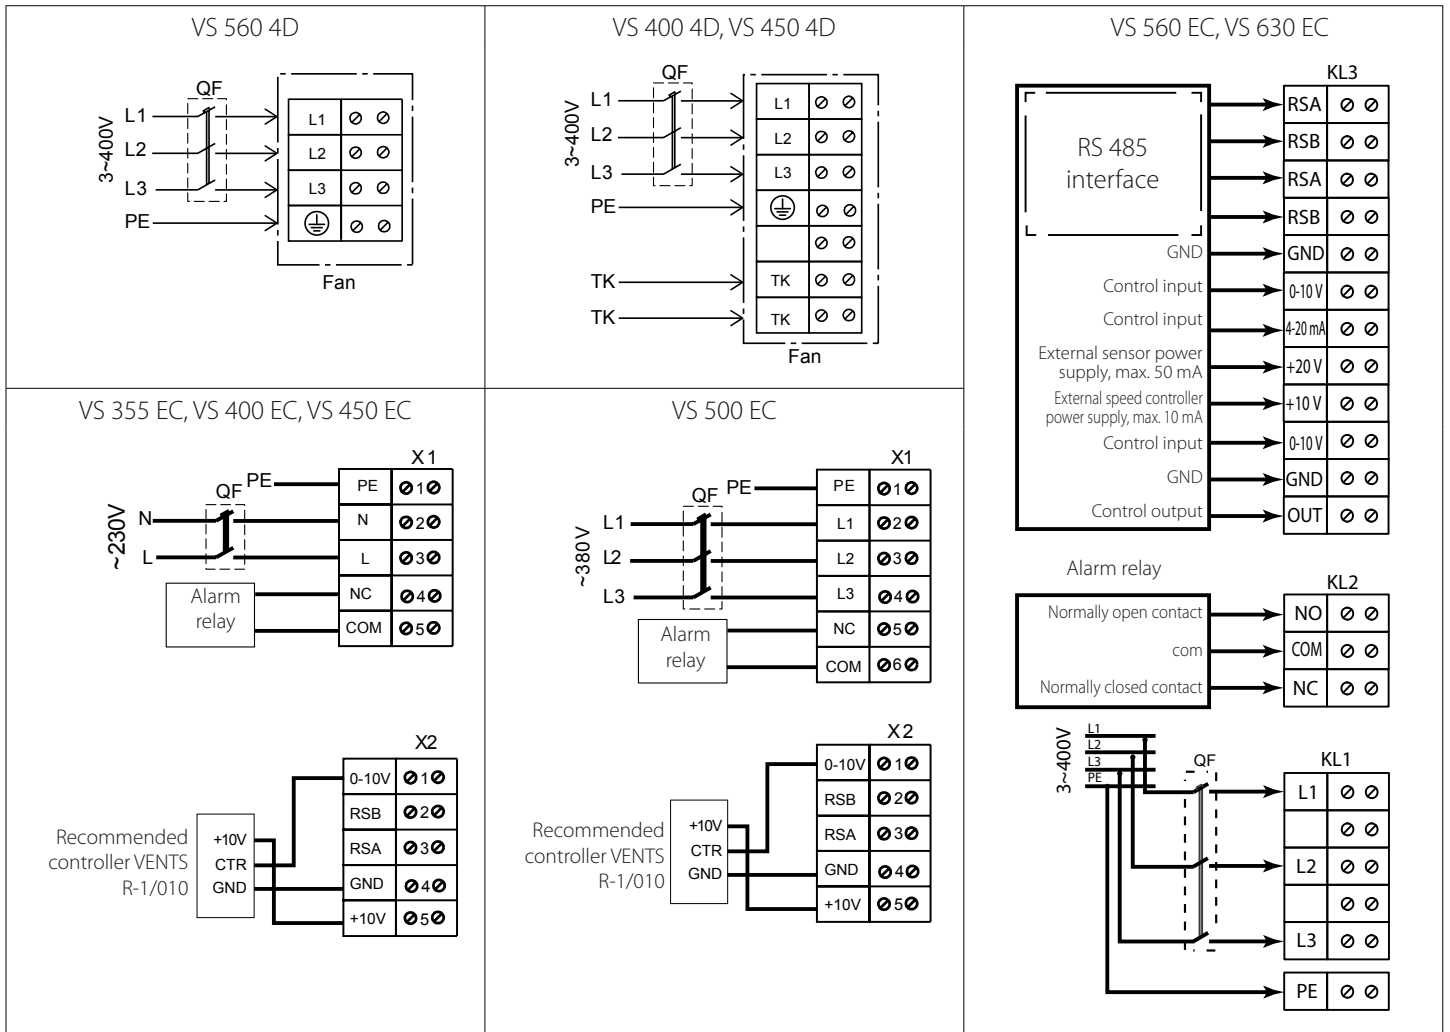 VS 560 4D
QF
L1
L2
L3
PE
3~400V
L1
L2
L3
Fan
VS 400 4D, VS 450 4D
QF
L1
L2
L3
PE
TK
TK
3~400V
L1
L2
L3
TK
TK
Fan
VS 560 EC, VS 630 EC
KL3
RS 485
interface
GND
Control input
Control input
External sensor power
supply, max. 50 mA
External speed controller
power supply, max. 10 mA
Control input
GND
Control output
RSA
RSB
RSA
RSB
GND
0-10 V
4-20 mA
+20 V
+10 V
0-10 V
GND
OUT
Alarm relay
KL2
Normally open contact
com
Normally closed contact
NO
COM
NC
3~400V
L1
L2
L3
PE
QF
KL1
L1
L2
L3
PE
VS 355 EC, VS 400 EC, VS 450 EC
X1
PE
QF
N
L
~230V
Alarm
relay
PE 1
N 2
L 3
NC 4
COM 5
X2
Recommended
controller VENTS
R-1/010
+10V
CTR
GND
0-10V 1
RSB 2
RSA 3
GND 4
+10V 5
VS 500 EC
X1
PE
QF
L1
L2
L3
~380V
Alarm
relay
PE 1
L1 2
L2 3
L3 4
NC 5
COM 6
X2
Recommended
controller VENTS
R-1/010
+10V
CTR
GND
0-10V 1
RSB 2
RSA 3
GND 4
+10V 5